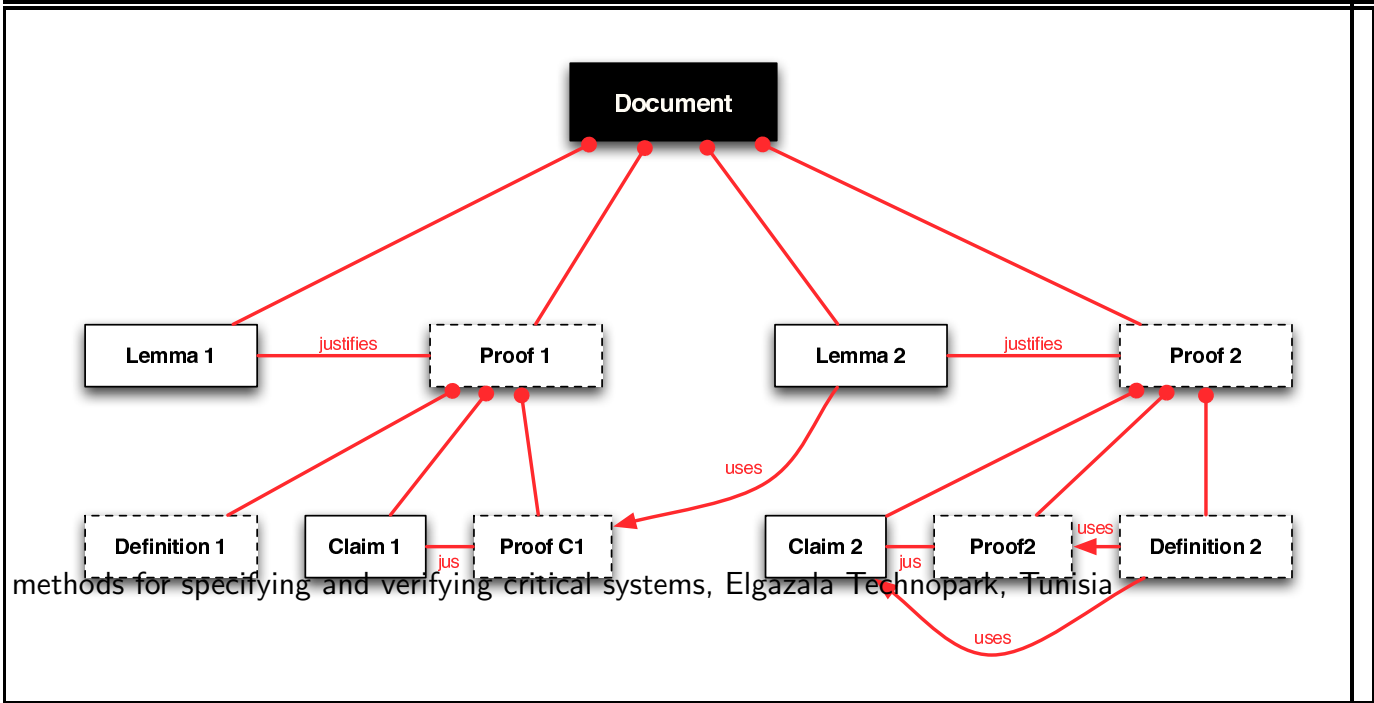 Document
Lemma 1
justifies
Proof 1
Lemma 2
justifies
Proof 2
uses
Definition 1
Claim 1
jus
Proof C1
Claim 2
jus
Proof2
uses
Definition 2
methods for specifying and verifying critical systems, Elgazala Technopark, Tunisia
uses